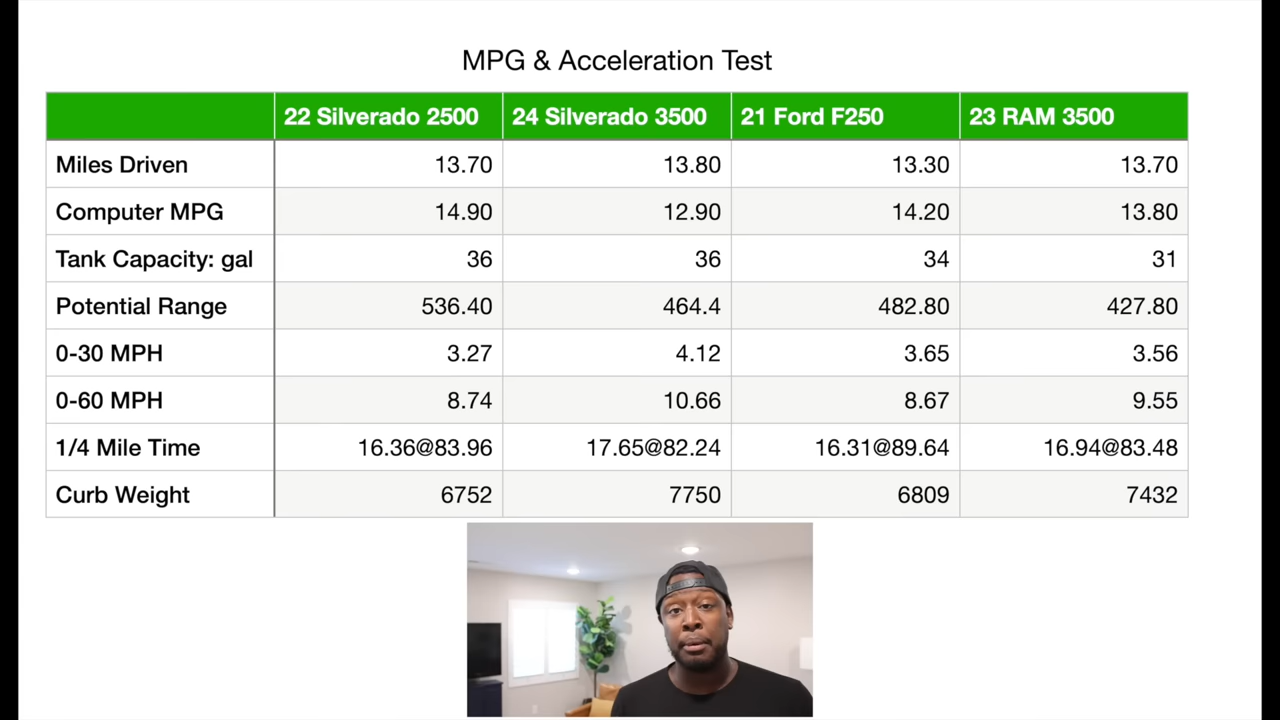 MPG & Acceleration Test
22 Silverado 2500 24 Silverado 3500 21 Ford F250 23 RAM 3500
Miles Driven 13.70 13.80 13.30 13.70
Computer MPG 14.90 12.90 14.20 13.80
Tank Capacity: gal 36 36 34 31
Potential Range 536.40 464.4 482.80 427.80
0-30 MPH 3.27 4.12 3.65 3.56
0-60 MPH 8.74 10.66 8.67 9.55
1/4 Mile Time 16.36@83.96 17.65@82.24 16.31@89.64 16.94@83.48
Curb Weight 6752 7750 6809 7432